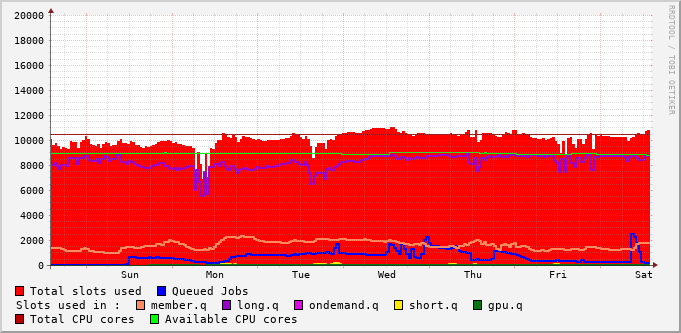 20000
18000
16000
14000
12000
10000
8000
6000
4000
2000
0
Sun Mon Tue Wed Thu Fri Sat
RRDTOOL / TOBI OETIKER
Total slots used Queued Jobs
Slots used in : member.q long.q ondemand.q short.q gpu.q
Total CPU cores Available CPU cores